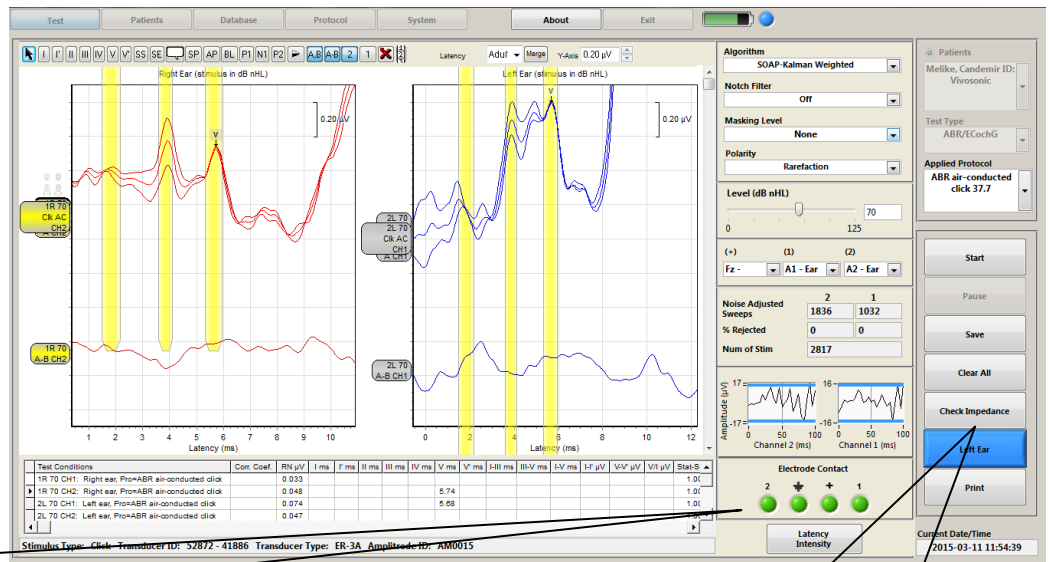 Test Patients Database Protocol System About Exit
I I' II III IV V V' SS SE SP AP BL P1 N1 P2 A,B A-B 2 1
Latency Adult Merge Y-Axis 0.20 µV
Right Ear (stimulus in dB nHL)
Left Ear (stimulus in dB nHL)
V
0.20 µV
V
0.20 µV
1R 70
Clk AC
CH2
A CH2
1R 70
A-B CH2
2L 70
2L 70
Clk AC
CH1
A CH1
2L 70
A-B CH1
1 2 3 4 5 6 7 8 9 10
Latency (ms)
0 2 4 6 8 10 12
Latency (ms)
Test Conditions Corr. Coef. RN µV I ms I' ms II ms III ms IV ms V ms V' ms I-III ms III-V ms I-V ms I-I' µV V-V' µV V/I µV Stat-S
1R 70 CH1: Right ear, Pro=ABR air-conducted click 0.033 1.00
1R 70 CH2: Right ear, Pro=ABR air-conducted click 0.048 5.74 1.00
2L 70 CH1: Left ear, Pro=ABR air-conducted click 0.074 5.68 1.00
2L 70 CH2: Left ear, Pro=ABR air-conducted click 0.047
Stimulus Type: Click Transducer ID: 52872 - 41886 Transducer Type: ER-3A Amplitrode ID: AM0015
Algorithm
SOAP-Kalman Weighted
Notch Filter
Off
Masking Level
None
Polarity
Rarefaction
Level (dB nHL)
70
0 125
(+) (1) (2)
Fz - A1 - Ear A2 - Ear
2 1
Noise Adjusted
Sweeps 1836 1032
% Rejected 0 0
Num of Stim 2817
Amplitude (µV)
17
-17
0 50 100
Channel 2 (ms)
16
-16
0 50 100
Channel 1 (ms)
Electrode Contact
2 + 1
Latency
Intensity
Patients
Melike, Candemir ID:
Vivosonic
Test Type
ABR/ECochG
Applied Protocol
ABR air-conducted
click 37.7
Start
Pause
Save
Clear All
Check Impedance
Left Ear
Print
Current Date/Time
2015-03-11 11:54:39